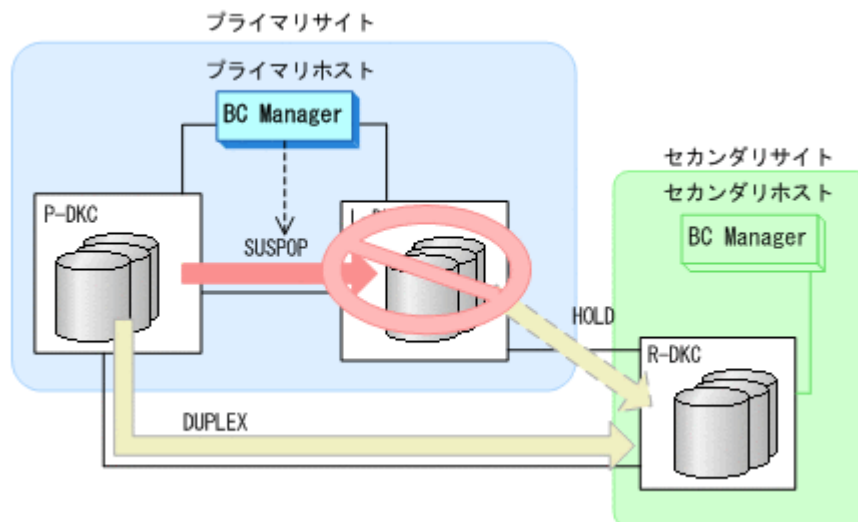 プライマリサイト
プライマリホスト
BC Manager
セカンダリサイト
セカンダリホスト
BC Manager
P-DKC
SUSPOP
HOLD
R-DKC
DUPLEX